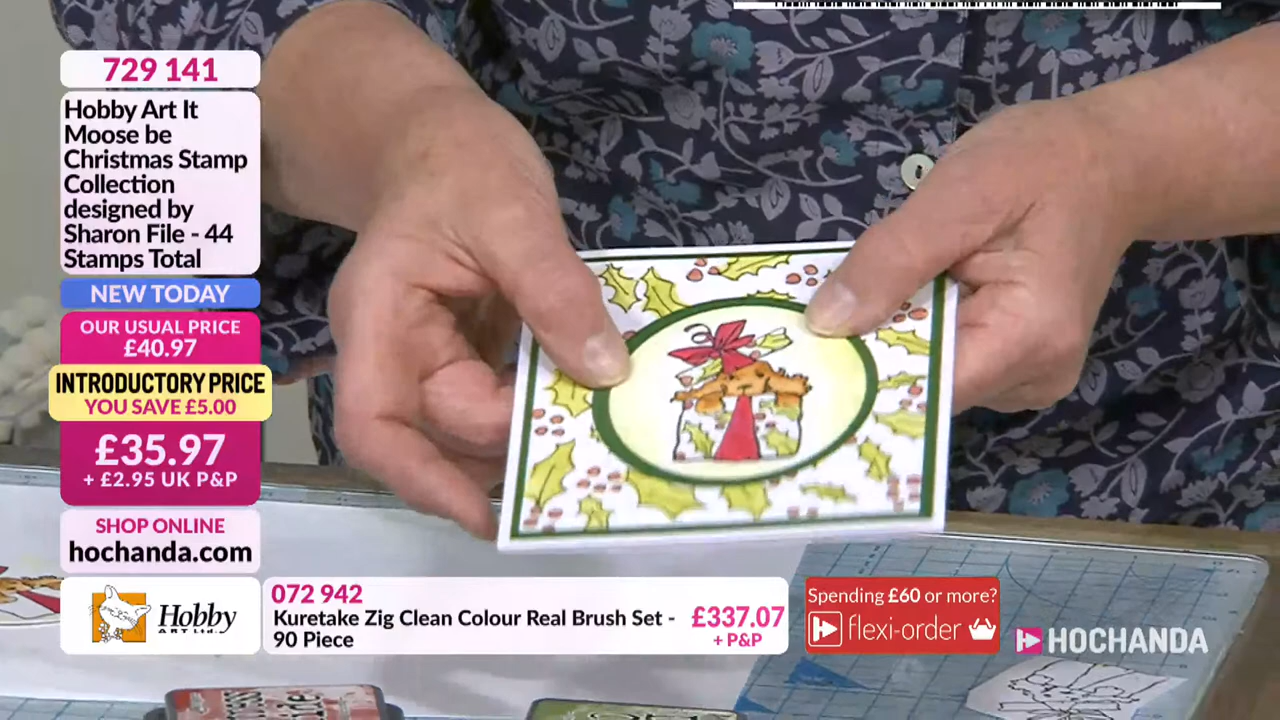 729 141
Hobby Art It
Moose be
Christmas Stamp
Collection
designed by
Sharon File - 44
Stamps Total
NEW TODAY
OUR USUAL PRICE
£40.97
INTRODUCTORY PRICE
YOU SAVE £5.00
£35.97
+ £2.95 UK P&P
SHOP ONLINE
hochanda.com
Hobby
ART Ltd.
072 942
Kuretake Zig Clean Colour Real Brush Set -
90 Piece
£337.07
+ P&P
Spending £60 or more?
flexi-order
HOCHANDA